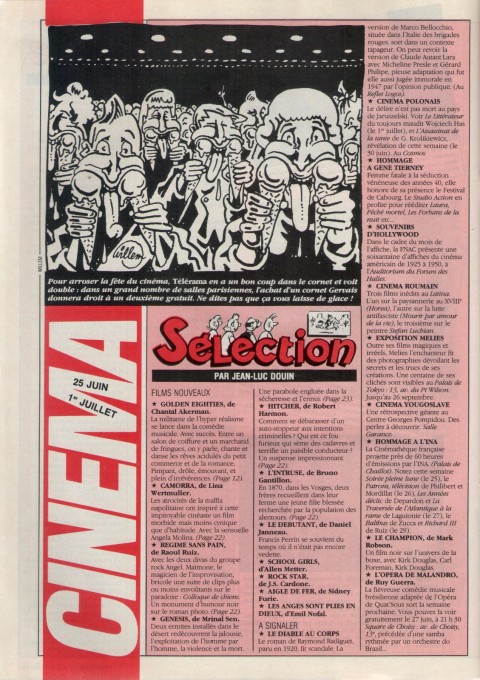 WILLEM
Willem
Pour arroser la fête du cinéma, Télérama en a un bon coup dans le cornet et voit
double : dans un grand nombre de salles parisiennes, l'achat d'un cornet Gervais
donnera droit à un deuxième gratuit. Ne dites pas que ça vous laisse de glace !
CINEMA
25 JUIN
1er JUILLET
Sélection
PAR JEAN-LUC DOUIN
FILMS NOUVEAUX
★ GOLDEN EIGHTIES, de
Chantal Akerman.
La militante de l'hyper réalisme
se lance dans la comédie
musicale. Avec succès. Entre un
salon de coiffure et un marchand
de fringues, on y parle, chante et
danse les rêves acidulés du petit
commerce et de la romance.
Pimpant, drôle, émouvant, et
plein d'irrévérences. (Page 12).
★ CAMORRA, de Lina
Wertmuller.
Les atrocités de la maffia
napolitaine ont inspiré à cette
impitoyable cinéaste un film
morbide mais moins cynique
que d'habitude. Avec la sensuelle
Angela Molina. (Page 22).
★ REGIME SANS PAIN,
de Raoul Ruiz.
Avec les deux divas du groupe
rock Angel Maimone, le
magicien de l'improvisation,
bricole une suite de clips plus
ou moins envoûtants sur le
paradoxe : Colloque de chiens.
Un monument d'humour noir
sur le roman photo. (Page 22).
★ GENESIS, de Mrinal Sen.
Deux ermites installés dans le
désert redécouvrent la jalousie,
l'exploitation de l'homme par
l'homme, la violence et la mort.
Une parabole engluée dans la
sécheresse et l'ennui. (Page 23).
★ HITCHER, de Robert
Harmon.
Comment se débarrasser d'un
auto-stoppeur aux intentions
criminelles ? Qui est ce fou
furieux qui sème des cadavres et
terrifie un paisible conducteur !
Un suspense impressionnant
(Page 22).
★ L'INTRUSE, de Bruno
Gantillon.
En 1870, dans les Vosges, deux
frères recueillent dans leur
ferme une jeune fille blessée
recherchée par la population
des alentours. (Page 22).
★ LE DEBUTANT, de Daniel
Janneau.
Francis Perrin se souvient du
temps où il n'était pas encore
vedette.
★ SCHOOL GIRLS,
d'Allen Metter.
★ ROCK STAR,
de J.S. Cardone.
★ AIGLE DE FER, de Sidney
Furie.
★ LES ANGES SONT PLIES EN
DIEUX, d'Emil Nofal.
A SIGNALER
★ LE DIABLE AU CORPS
Le roman de Raymond Radiguet,
paru en 1920, fit scandale. La
version de Marco Bellocchio,
située dans l'Italie des brigades
rouges, sort dans un contexte
tapageur. On peut revoir la
version de Claude Autant Lara
avec Micheline Presle et Gérard
Philipe, pieuse adaptation qui fut
elle aussi jugée immorale en
1947 par l'opinion publique. (Au
Reflet Logos).
★ CINEMA POLONAIS
Le délire n'est pas mort au pays
de Jaruzelski. Voir Le Littérateur
du toujours maudit Wojciech Has
(le 1er juillet), et L'Assassinat de
la tante de G. Krolikiewicz,
révélation de cette semaine (le
30 juin). Au Cosmos
★ HOMMAGE
A GENE TIERNEY
Femme fatale à la séduction
vénéneuse des années 40, elle
honore de sa présence le Festival
de Cabourg. Le Studio Action en
profite pour rééditer Laura,
Péché mortel, Les Forbans de la
nuit etc...
★ SOUVENIRS
D'HOLLYWOOD
Dans le cadre du mois de
l'affiche, la FNAC présente une
soixantaine d'affiches du cinéma
américain de 1925 à 1950, à
l'Auditorium du Forum des
Halles.
★ CINEMA ROUMAIN
Trois films inédits au Latina.
L'un sur la paysannerie au XVIIIe
(Horea), l'autre sur la lutte
antifasciste (Mourir par amour
de la vie), le troisième sur le
peintre Stefan Luchian.
★ EXPOSITION MELIES
Outre ses films magiques et
irréels, Melies l'enchanteur fit
des photographies dévoilant les
secrets et les trucs de ses
créations. Une centaine de ses
clichés sont visibles au Palais de
Tokyo : 13, av. du Pt Wilson.
Jusqu'au 26 septembre.
★ CINEMA YOUGOSLAVE
Une rétrospective géante au
Centre Georges Pompidou. Des
perles à découvrir. Salle
Garance.
★ HOMMAGE A L'INA
La Cinémathèque française
projette près de 60 heures
d'émissions par l'INA (Palais de
Chaillot). Notez cette semaine
Soleie pleine lune (le 25), le
Patron, télévisées de Philibert et
Mordillat (le 26), Les Années
déclic de Depardon et La
Traversée de l'Atlantique à la
rame de Laguionie (le 27), le
Balibus de Zucca et Richard III
de Ruiz (le 29).
★ LE CHAMPION, de Mark
Robson.
Un film noir sur l'univers de la
boxe, avec Kirk Douglas, Carl
Foreman, Kirk Douglas.
★ L'OPERA DE MALANDRO,
de Ruy Guerra.
La fiévreuse comédie musicale
brésilienne adaptée de l'Opéra
de Quat'Sous sort la semaine
prochaine. Vous pouvez la voir
gratuitement le 27 juin, à 21 h 30
Square de Choisy : av. de Choisy,
13e, précédée d'une samba
rythmée par un orchestre du
Brazil...